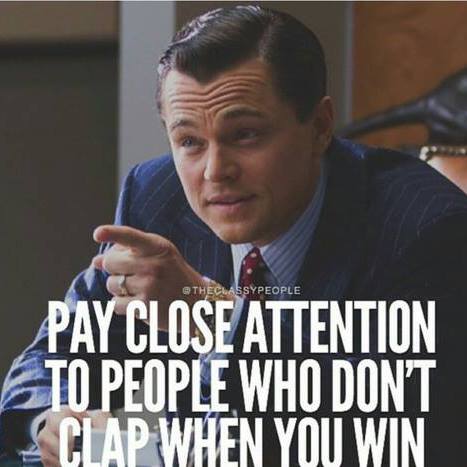 @THECLASSYPEOPLE
PAY CLOSE ATTENTION
TO PEOPLE WHO DON'T
CLAP WHEN YOU WIN